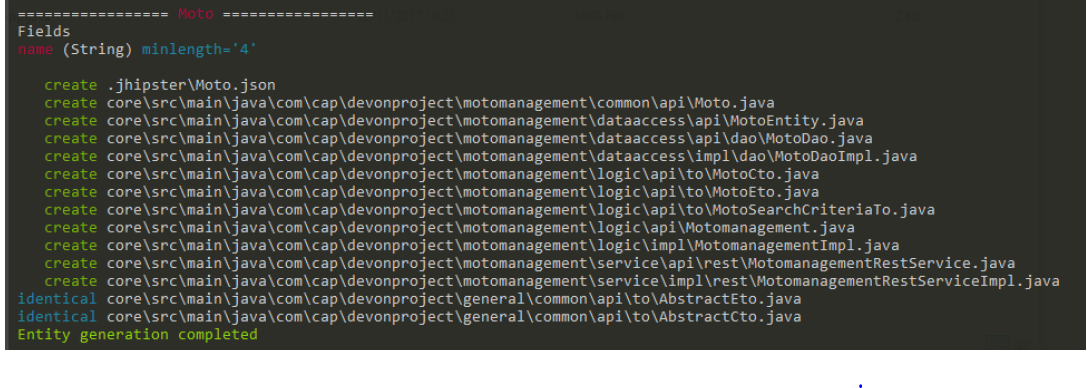 ================= Moto =================
Fields
name (String) minlength='4'
create .jhipster\Moto.json
create core\src\main\java\com\cap\devonproject\motomanagement\common\api\Moto.java
create core\src\main\java\com\cap\devonproject\motomanagement\dataaccess\api\MotoEntity.java
create core\src\main\java\com\cap\devonproject\motomanagement\dataaccess\api\dao\MotoDao.java
create core\src\main\java\com\cap\devonproject\motomanagement\dataaccess\impl\dao\MotoDaoImpl.java
create core\src\main\java\com\cap\devonproject\motomanagement\logic\api\to\MotoCto.java
create core\src\main\java\com\cap\devonproject\motomanagement\logic\api\to\MotoEto.java
create core\src\main\java\com\cap\devonproject\motomanagement\logic\api\to\MotoSearchCriteriaTo.java
create core\src\main\java\com\cap\devonproject\motomanagement\logic\api\Motomanagement.java
create core\src\main\java\com\cap\devonproject\motomanagement\logic\impl\MotomanagementImpl.java
create core\src\main\java\com\cap\devonproject\motomanagement\service\api\rest\MotomanagementRestService.java
create core\src\main\java\com\cap\devonproject\motomanagement\service\impl\rest\MotomanagementRestServiceImpl.java
identical core\src\main\java\com\cap\devonproject\general\common\api\to\AbstractEto.java
identical core\src\main\java\com\cap\devonproject\general\common\api\to\AbstractCto.java
Entity generation completed